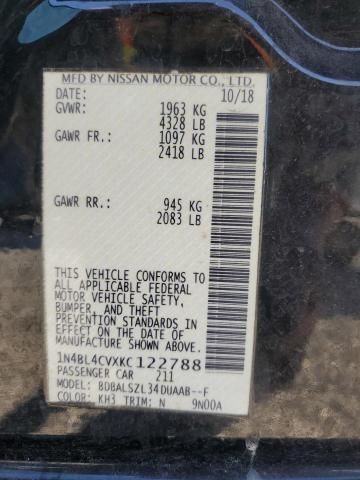 MFD BY NISSAN MOTOR CO., LTD.
DATE: 10/18
GVWR: 1963 KG
4328 LB
GAWR FR.: 1097 KG
2418 LB
GAWR RR.: 945 KG
2083 LB
THIS VEHICLE CONFORMS TO
ALL APPLICABLE FEDERAL
MOTOR VEHICLE SAFETY,
BUMPER, AND THEFT
PREVENTION STANDARDS IN
EFFECT ON THE DATE OF
MANUFACTURE SHOWN ABOVE.
1N4BL4CVXKC122788
PASSENGER CAR 211
MODEL: BDBALSZL34DUAAB--F
COLOR: KH3 TRIM: N 9N00A